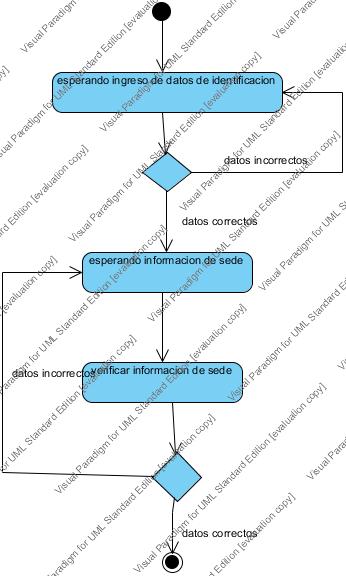 esperando ingreso de datos de identificacion
datos incorrectos
datos correctos
esperando informacion de sede
datos incorrectos
verificar informacion de sede
datos correctos
Visual Paradigm for UML Standard Edition [evaluation copy]